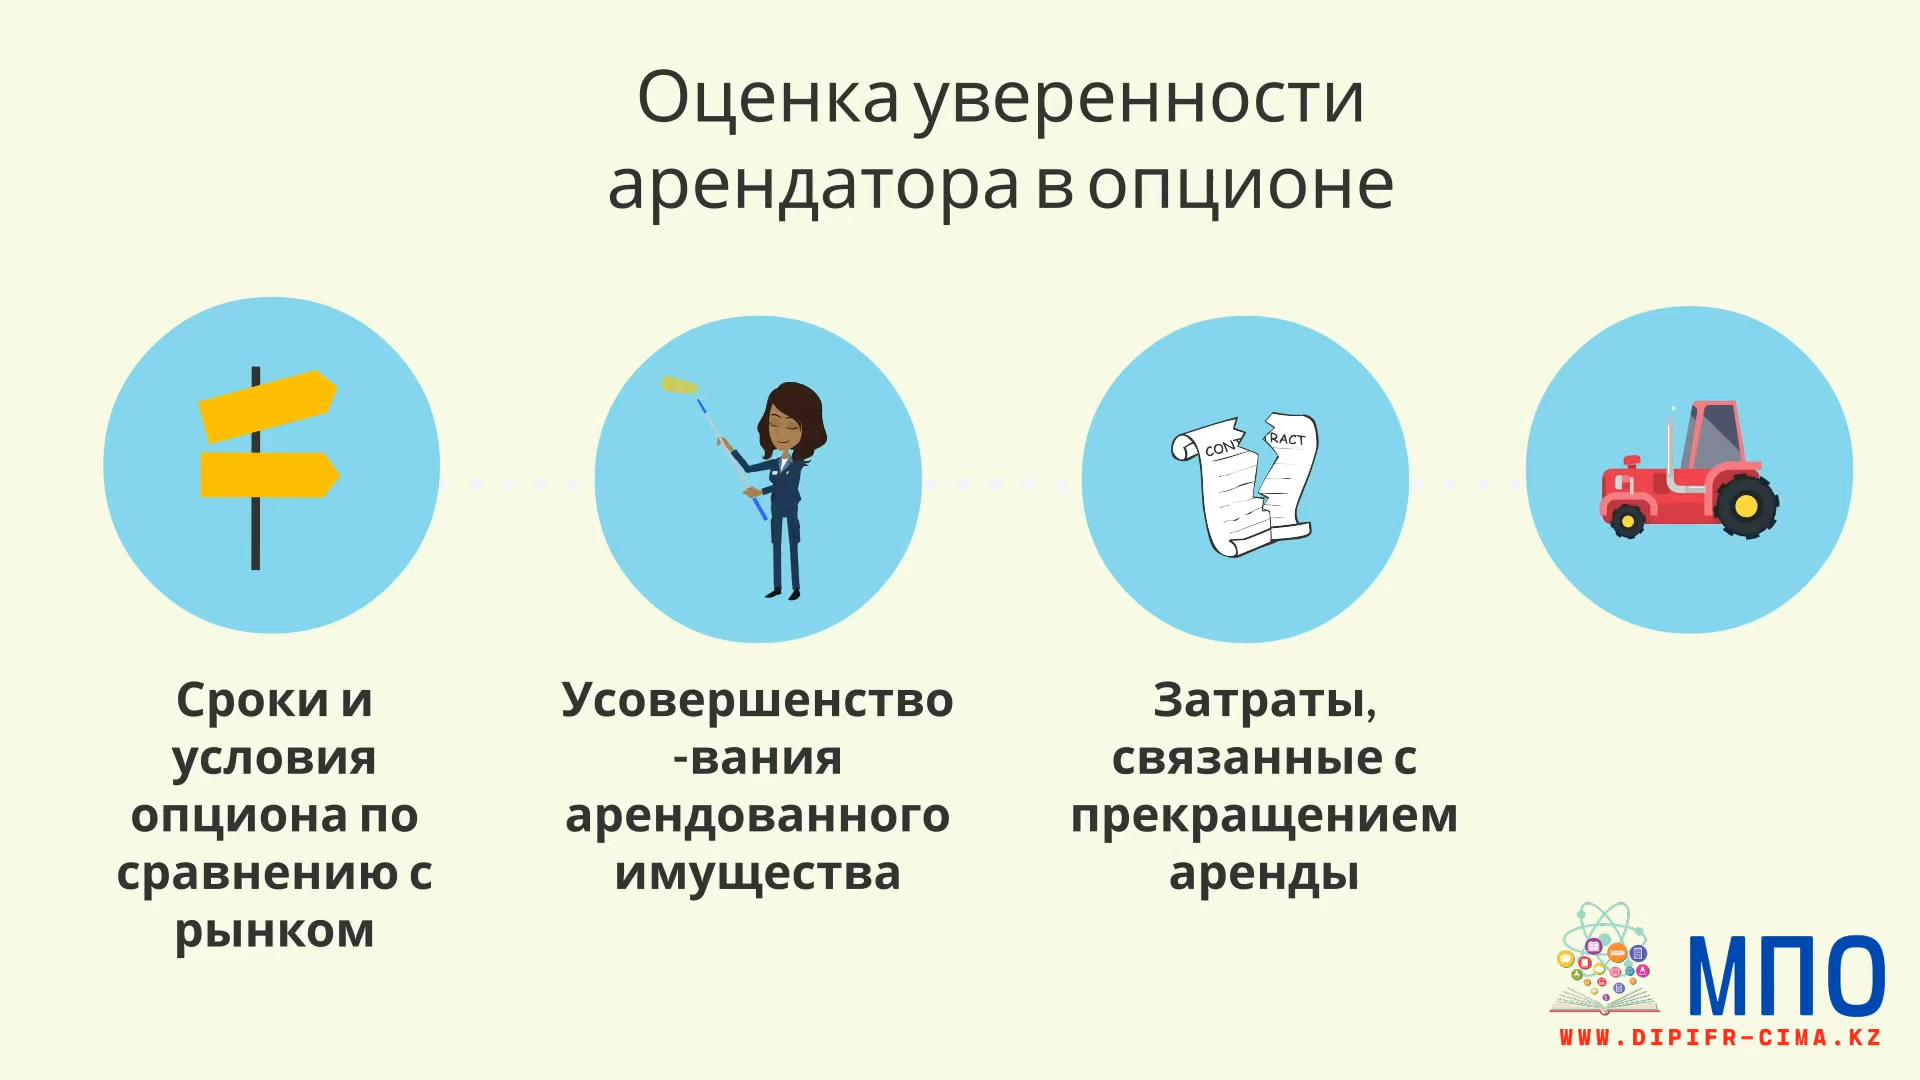 Оценка уверенности
арендатора в опционе
CONT RACT
Сроки и
условия
опциона по
сравнению с
рынком
Усовершенство
-вания
арендованного
имущества
Затраты,
связанные с
прекращением
аренды
МПО
WWW.DIPIFR-CIMA.KZ